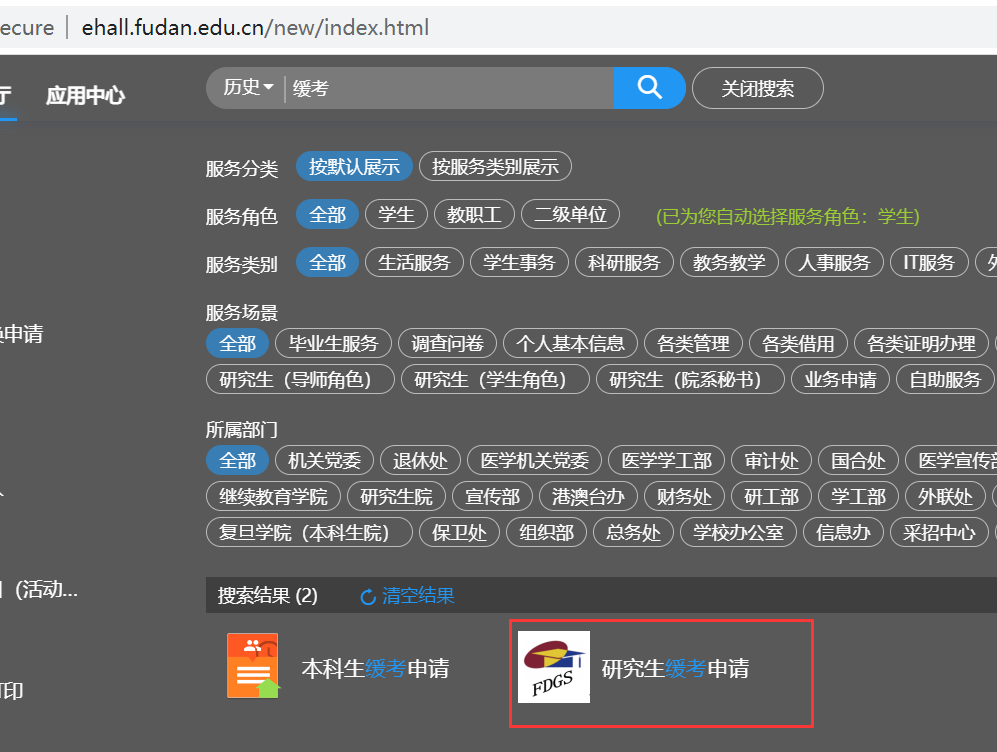 ecure | ehall.fudan.edu.cn/new/index.html
厅 应用中心 历史 缓考 关闭搜索
服务分类 按默认展示 按服务类别展示
服务角色 全部 学生 教职工 二级单位 (已为您自动选择服务角色：学生)
服务类别 全部 生活服务 学生事务 科研服务 教务教学 人事服务 IT服务
服务场景
申请
全部 毕业生服务 调查问卷 个人基本信息 各类管理 各类借用 各类证明办理
研究生（导师角色） 研究生（学生角色） 研究生（院系秘书） 业务申请 自助服务
所属部门
全部 机关党委 退休处 医学机关党委 医学学工部 审计处 国合处 医学宣传部
继续教育学院 研究生院 宣传部 港澳台办 财务处 研工部 学工部 外联处
复旦学院（本科生院） 保卫处 组织部 总务处 学校办公室 信息办 采招中心
（活动...
搜索结果 (2) 清空结果
本科生缓考申请 FDGS 研究生缓考申请
印